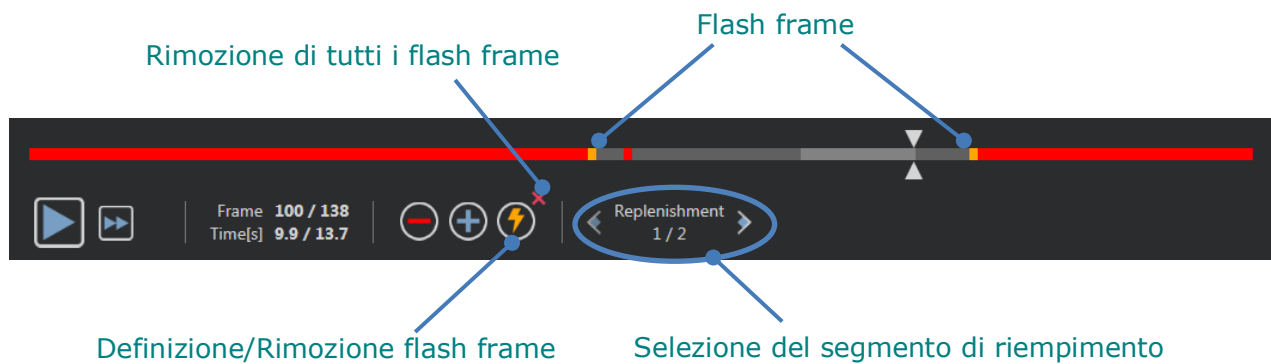 Flash frame
Rimozione di tutti i flash frame
Frame 100 / 138
Time[s] 9.9 / 13.7
Replenishment
1 / 2
Definizione/Rimozione flash frame
Selezione del segmento di riempimento